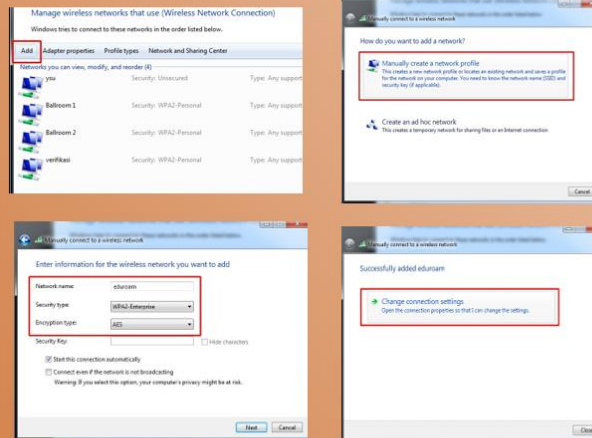 Manage wireless networks that use (Wireless Network Connection)
Windows tries to connect to these networks in the order listed below.
Add Adapter properties Profile types Network and Sharing Center
Networks you can view, modify, and reorder (4)
ysu Security: Unsecured Type: Any support
Ballroom 1 Security: WPA2-Personal Type: Any support
Ballroom 2 Security: WPA2-Personal Type: Any support
verifikasi Security: WPA2-Personal Type: Any support
Manually connect to a wireless network
How do you want to add a network?
Manually create a network profile
This creates a new network profile or locates an existing network and saves a profile
for the network on your computer. You need to know the network name (SSID) and
security key (if applicable).
Create an ad hoc network
This creates a temporary network for sharing files or an Internet connection
Cancel
Manually connect to a wireless network
Enter information for the wireless network you want to add
Network name: eduroam
Security type: WPA2-Enterprise
Encryption type: AES
Security Key: Hide characters
Start this connection automatically
Connect even if the network is not broadcasting
Warning: If you select this option, your computer's privacy might be at risk.
Next Cancel
Manually connect to a wireless network
Successfully added eduroam
Change connection settings
Open the connection properties so that I can change the settings.
Close